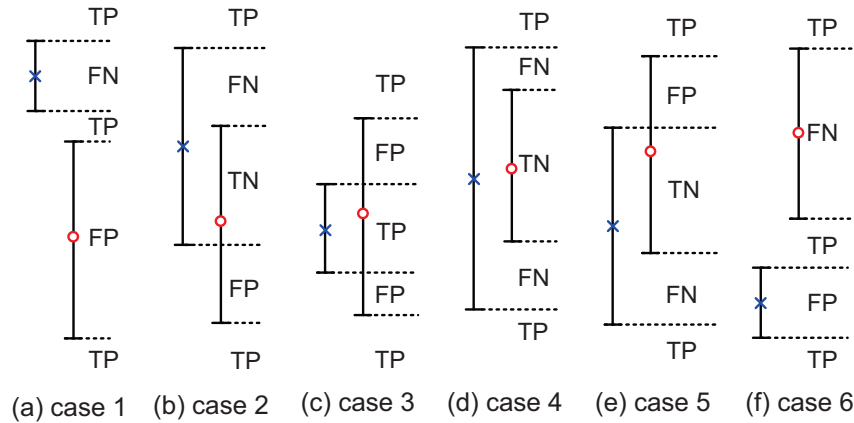 TP
FN
TP
FP
TP
(a) case 1
TP
FN
TN
FP
TP
(b) case 2
TP
FP
TP
FP
TP
(c) case 3
TP
FN
TN
FN
TP
(d) case 4
TP
FP
TN
FN
TP
(e) case 5
TP
FN
TP
FP
TP
(f) case 6